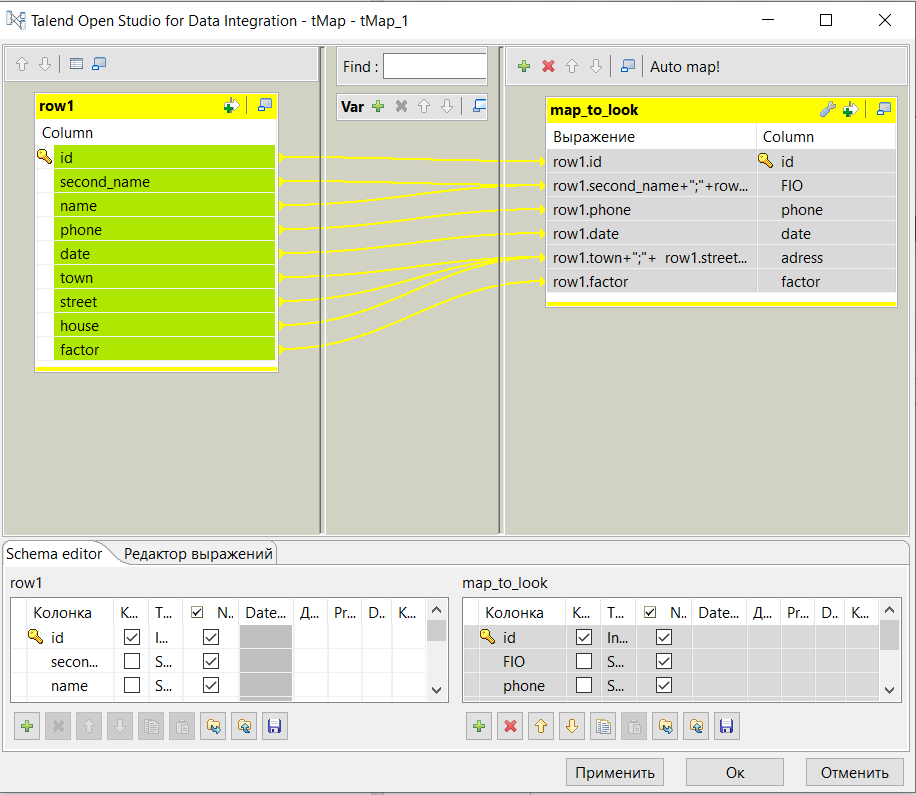 Talend Open Studio for Data Integration - tMap - tMap_1
Find :
Auto map!
row1
Column
id
second_name
name
phone
date
town
street
house
factor
Var
map_to_look
Выражение Column
row1.id id
row1.second_name+";"+row... FIO
row1.phone phone
row1.date date
row1.town+";"+ row1.street... adress
row1.factor factor
Schema editor Редактор выражений
row1
Колонка К... T... N.. Date... Д... Pr... D.. К...
id I...
secon... S...
name S...
map_to_look
Колонка К... T... N.. Date... Д... Pr... D.. К...
id In...
FIO S...
phone S...
Применить Ок Отменить